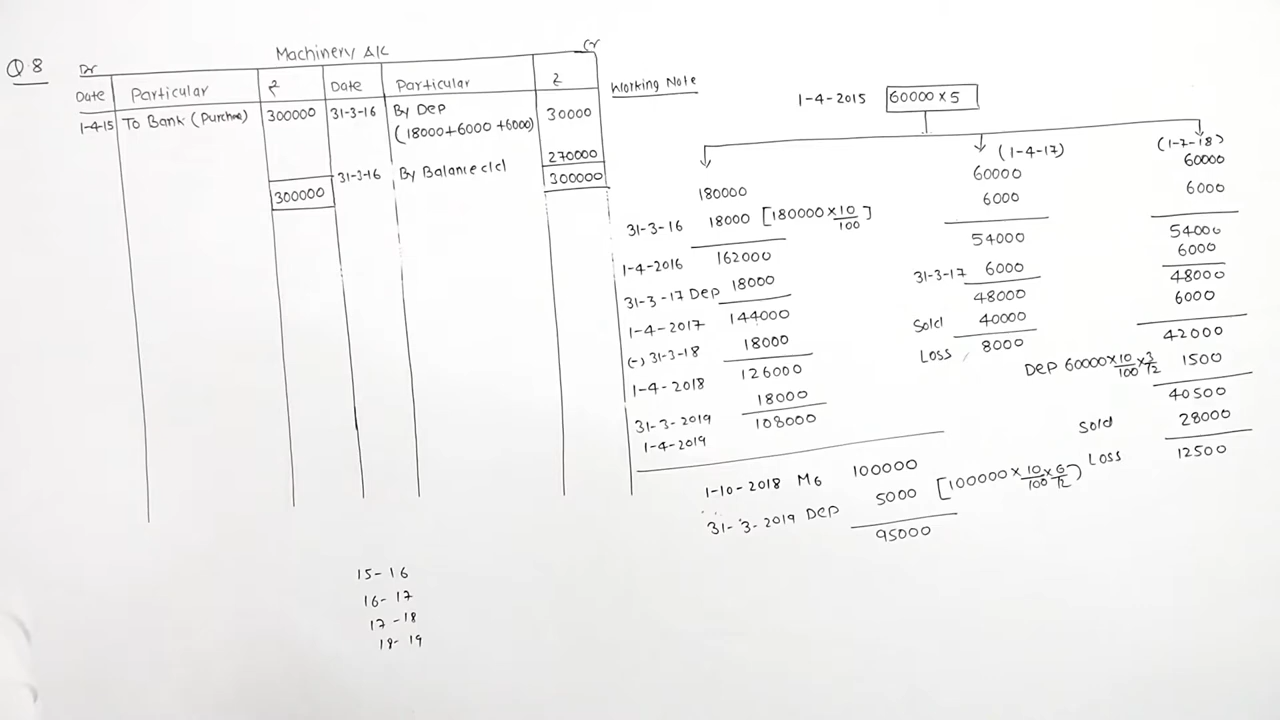 Q.8
Machinery A/c
Dr
Cr
Date Particular ₹ Date Particular ₹
1-4-15 To Bank (Purchase) 300000 31-3-16 By Dep 30000
(18000+6000+6000)
270000
31-3-16 By Balance c/d
300000 300000
15-16
16-17
17-18
18-19
Working Note
1-4-2015 60000×5
180000
31-3-16 18000 [180000×10/100]
1-4-2016 162000
31-3-17 Dep 18000
1-4-2017 144000
(-) 31-3-18 18000
1-4-2018 126000
18000
31-3-2019 108000
1-4-2019
(1-4-17)
60000
6000
54000
31-3-17 6000
48000
Sold 40000
Loss 8000
(1-7-18)
60000
6000
54000
6000
48000
6000
42000
Dep 60000×10/100×3/12 1500
40500
Sold 28000
Loss 12500
1-10-2018 M6 100000
31-3-2019 Dep 5000 [100000×10/100×6/12]
95000